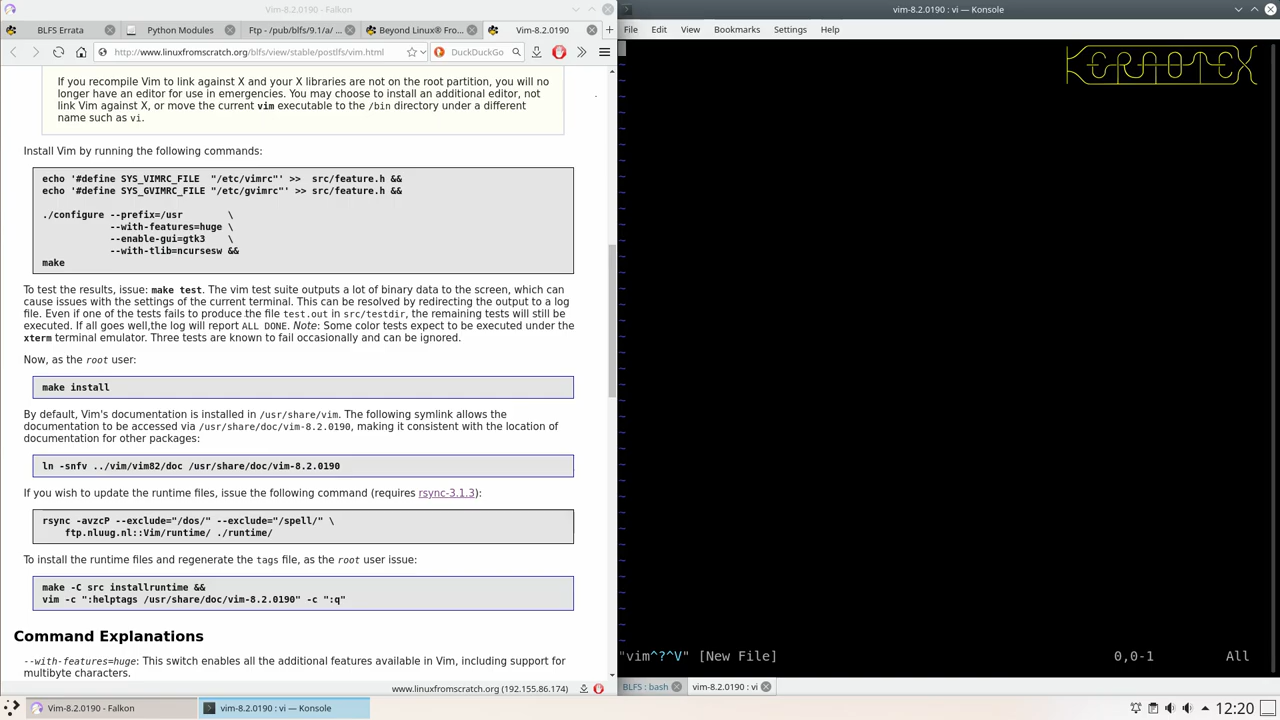 Vim-8.2.0190 - Falkon
vim-8.2.0190 : vi — Konsole
BLFS Errata
Python Modules
Ftp - pub/blfs/9.1/a/ ...
Beyond Linux® Fro...
Vim-8.2.0190
File Edit View Bookmarks Settings Help
http://www.linuxfromscratch.org/blfs/view/stable/postlfs/vim.html
DuckDuckGo
If you recompile Vim to link against X and your X libraries are not on the root partition, you will no
longer have an editor for use in emergencies. You may choose to install an additional editor, not
link Vim against X, or move the current vim executable to the /bin directory under a different
name such as vi.
Install Vim by running the following commands:
echo '#define SYS_VIMRC_FILE  "/etc/vimrc"' >>  src/feature.h &&
echo '#define SYS_GVIMRC_FILE "/etc/gvimrc"' >> src/feature.h &&
./configure --prefix=/usr        \
--with-features=huge \
--enable-gui=gtk3    \
--with-tlib=ncursesw &&
make
To test the results, issue: make test. The vim test suite outputs a lot of binary data to the screen, which can
cause issues with the settings of the current terminal. This can be resolved by redirecting the output to a log
file. Even if one of the tests fails to produce the file test.out in src/testdir, the remaining tests will still be
executed. If all goes well,the log will report ALL DONE. Note: Some color tests expect to be executed under the
xterm terminal emulator. Three tests are known to fail occasionally and can be ignored.
Now, as the root user:
make install
By default, Vim's documentation is installed in /usr/share/vim. The following symlink allows the
documentation to be accessed in /usr/share/doc/vim-8.2.0190, making it consistent with the location of
documentation for other packages:
ln -snfv ../vim/vim82/doc /usr/share/doc/vim-8.2.0190
If you wish to update the runtime files, issue the following command (requires rsync-3.1.3):
rsync -avzcP --exclude="/dos/" --exclude="/spell/" \
ftp.nluug.nl::Vim/runtime/ ./runtime/
To install the runtime files and regenerate the tags file, as the root user issue:
make -C src installruntime &&
vim -c ":helptags /usr/share/doc/vim-8.2.0190" -c ":q"
Command Explanations
--with-features=huge: This switch enables all the additional features available in Vim, including support for
multibyte characters.
"vim^?^V" [New File] 0,0-1 All
www.linuxfromscratch.org (192.155.86.174)
BLFS : bash
vim-8.2.0190 : vi
Vim-8.2.0190 - Falkon
vim-8.2.0190 : vi — Konsole
12:20